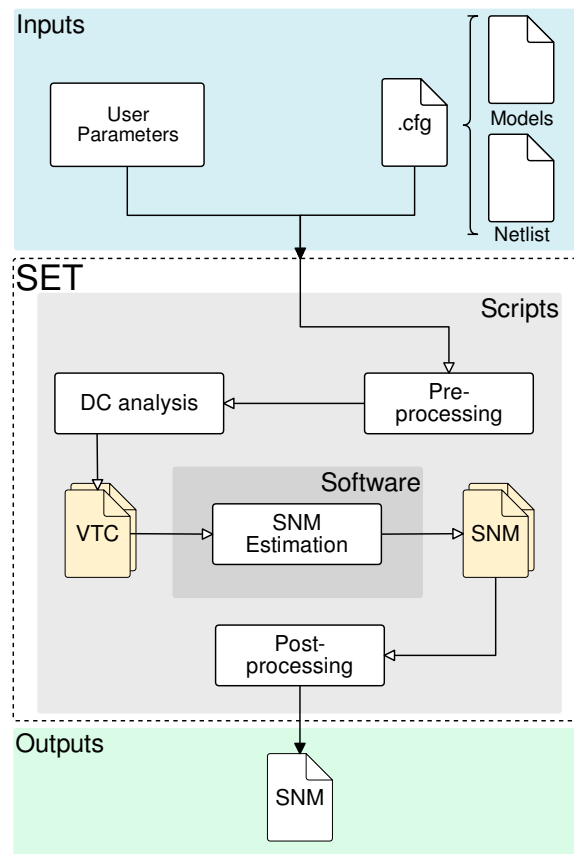 Inputs
User
Parameters
.cfg
Models
Netlist
SET
Scripts
DC analysis
Pre-
processing
Software
VTC
SNM
Estimation
SNM
Post-
processing
Outputs
SNM